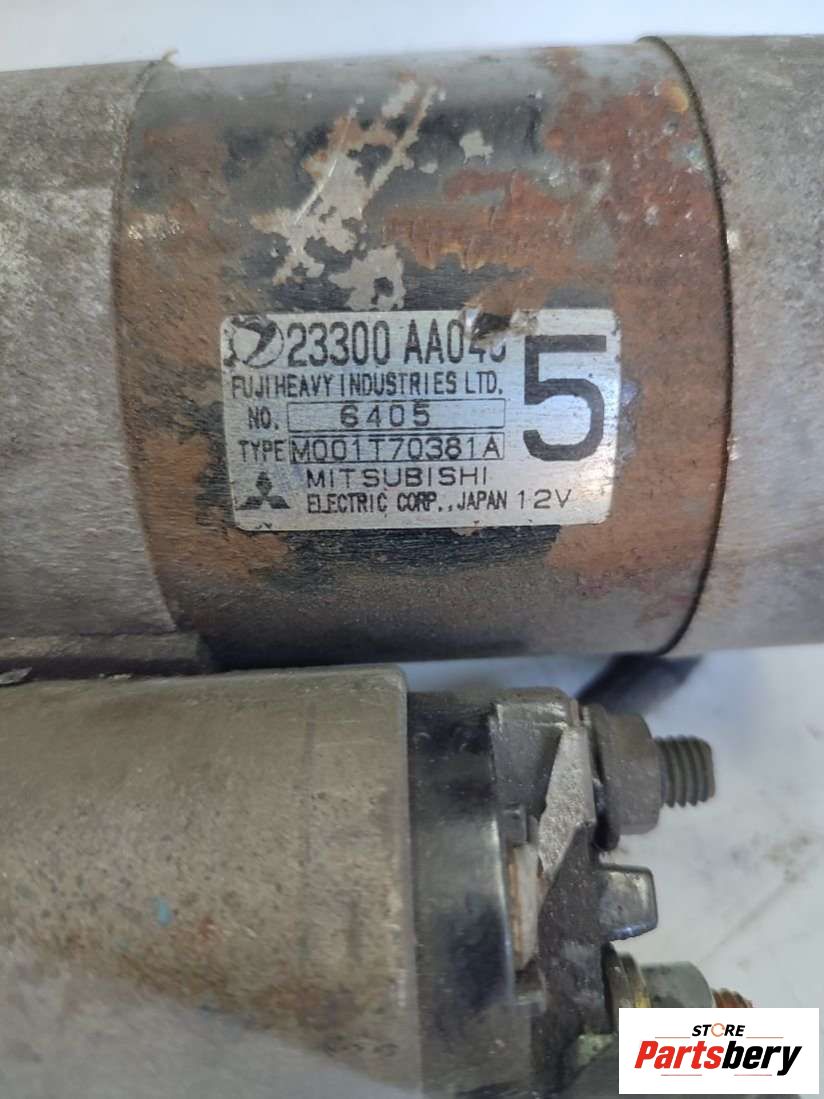 23300 AA04
5
FUJI HEAVY INDUSTRIES LTD.
NO. 6405
TYPE M001T70381A
MITSUBISHI
ELECTRIC CORP., JAPAN 12V
STORE
Partsbery